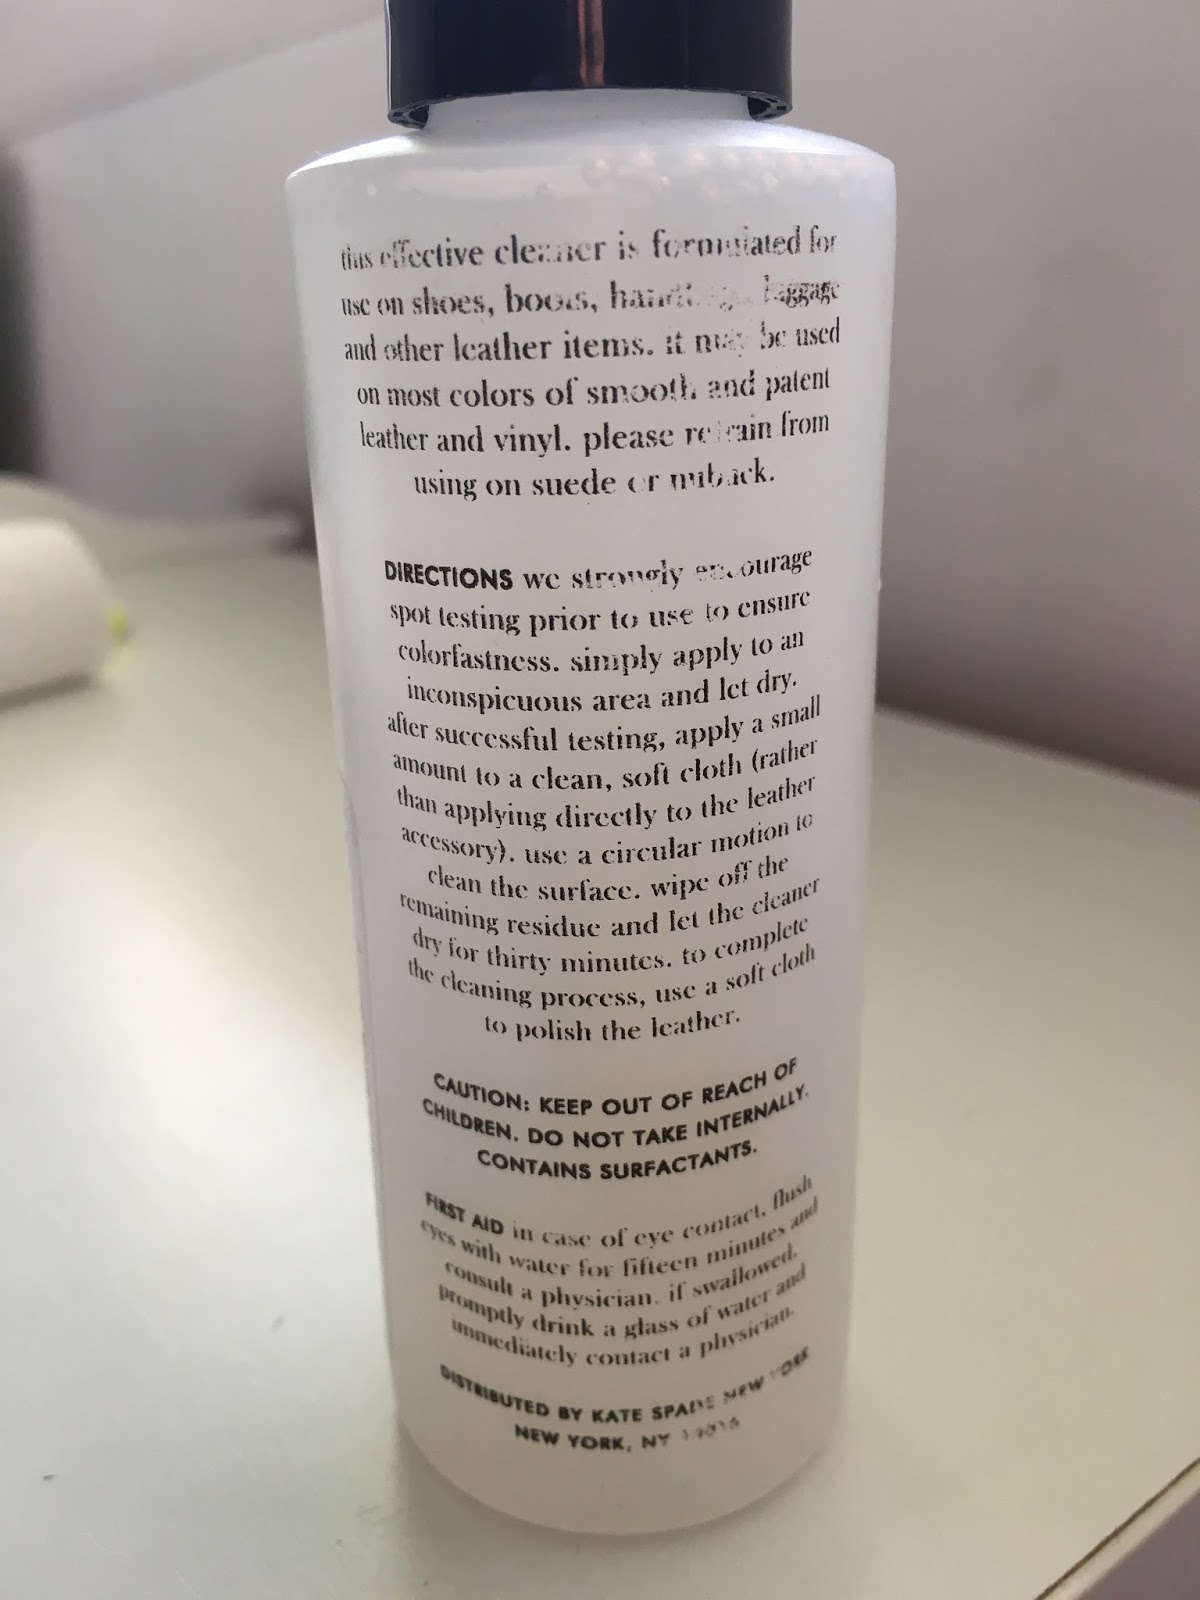 this effective cleaner is formulated for
use on shoes, boots, handbags, baggage
and other leather items. it may be used
on most colors of smooth and patent
leather and vinyl. please refrain from
using on suede or nuback.
DIRECTIONS we strongly encourage
spot testing prior to use to ensure
colorfastness. simply apply to an
inconspicuous area and let dry.
after successful testing, apply a small
amount to a clean, soft cloth (rather
than applying directly to the leather
accessory). use a circular motion to
clean the surface. wipe off the
remaining residue and let the cleaner
dry for thirty minutes. to complete
the cleaning process, use a soft cloth
to polish the leather.
CAUTION: KEEP OUT OF REACH OF
CHILDREN. DO NOT TAKE INTERNALLY.
CONTAINS SURFACTANTS.
FIRST AID in case of eye contact, flush
eyes with water for fifteen minutes and
consult a physician. if swallowed,
promptly drink a glass of water and
immediately contact a physician.
DISTRIBUTED BY KATE SPADE NEW YORK
NEW YORK, NY